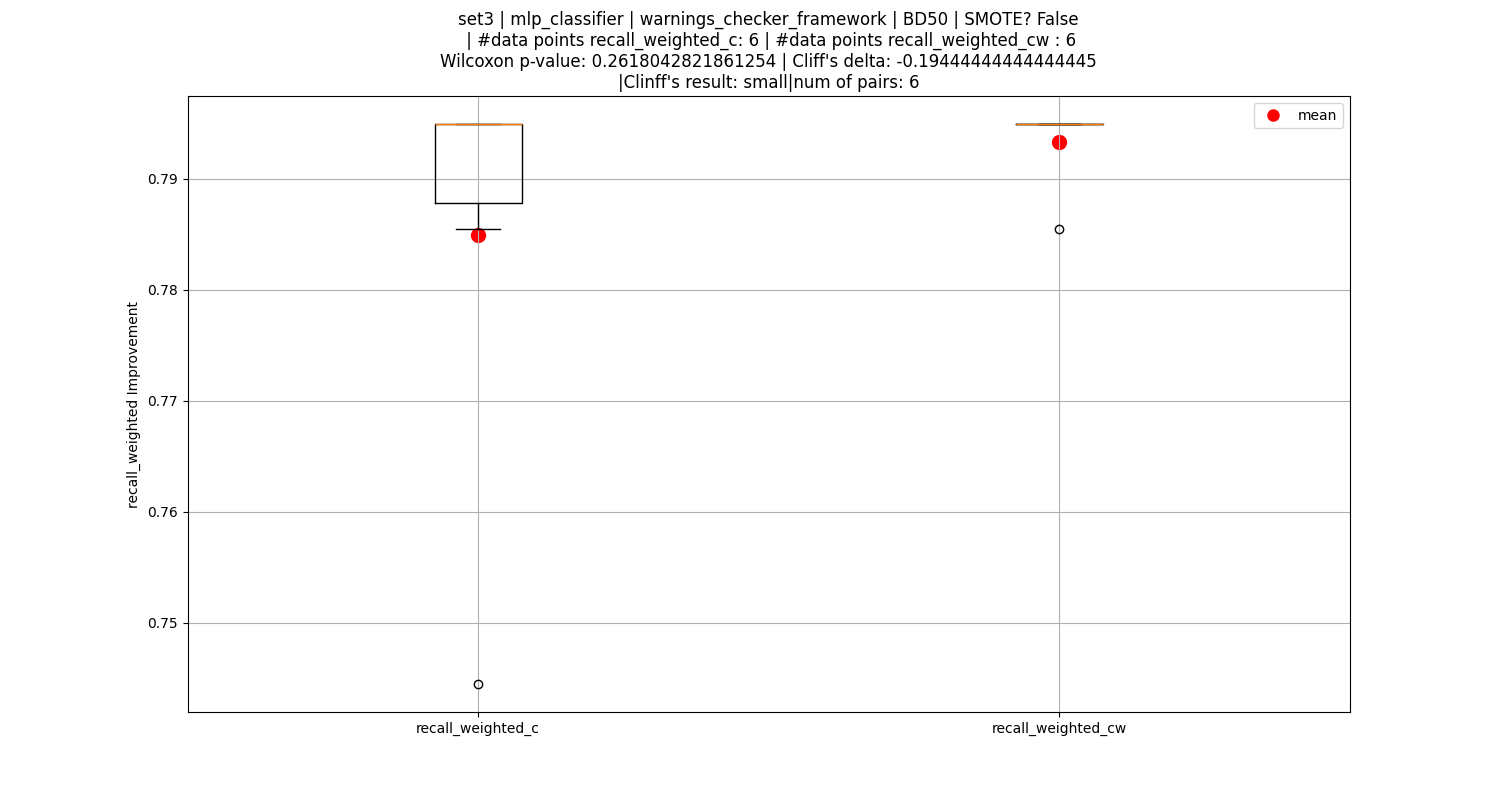 set3 | mlp_classifier | warnings_checker_framework | BD50 | SMOTE? False
| #data points recall_weighted_c: 6 | #data points recall_weighted_cw : 6
Wilcoxon p-value: 0.2618042821861254 | Cliff's delta: -0.19444444444444445
|Clinff's result: small|num of pairs: 6
mean
0.79
0.78
0.77
0.76
0.75
recall_weighted Improvement
recall_weighted_c
recall_weighted_cw